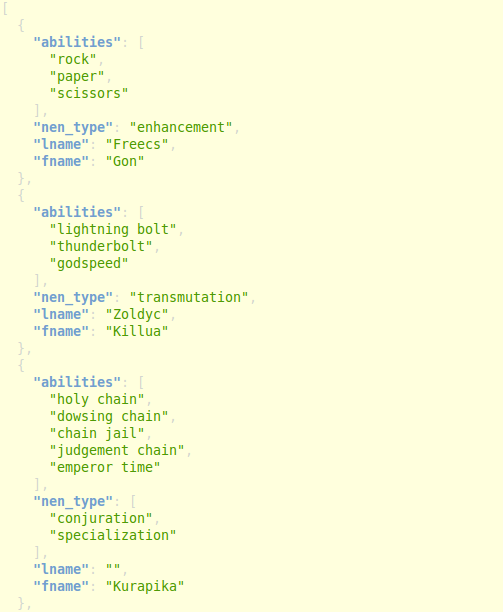 [
  {
    "abilities": [
      "rock",
      "paper",
      "scissors"
    ],
    "nen_type": "enhancement",
    "lname": "Freecs",
    "fname": "Gon"
  },
  {
    "abilities": [
      "lightning bolt",
      "thunderbolt",
      "godspeed"
    ],
    "nen_type": "transmutation",
    "lname": "Zoldyc",
    "fname": "Killua"
  },
  {
    "abilities": [
      "holy chain",
      "dowsing chain",
      "chain jail",
      "judgement chain",
      "emperor time"
    ],
    "nen_type": [
      "conjuration",
      "specialization"
    ],
    "lname": "",
    "fname": "Kurapika"
  },